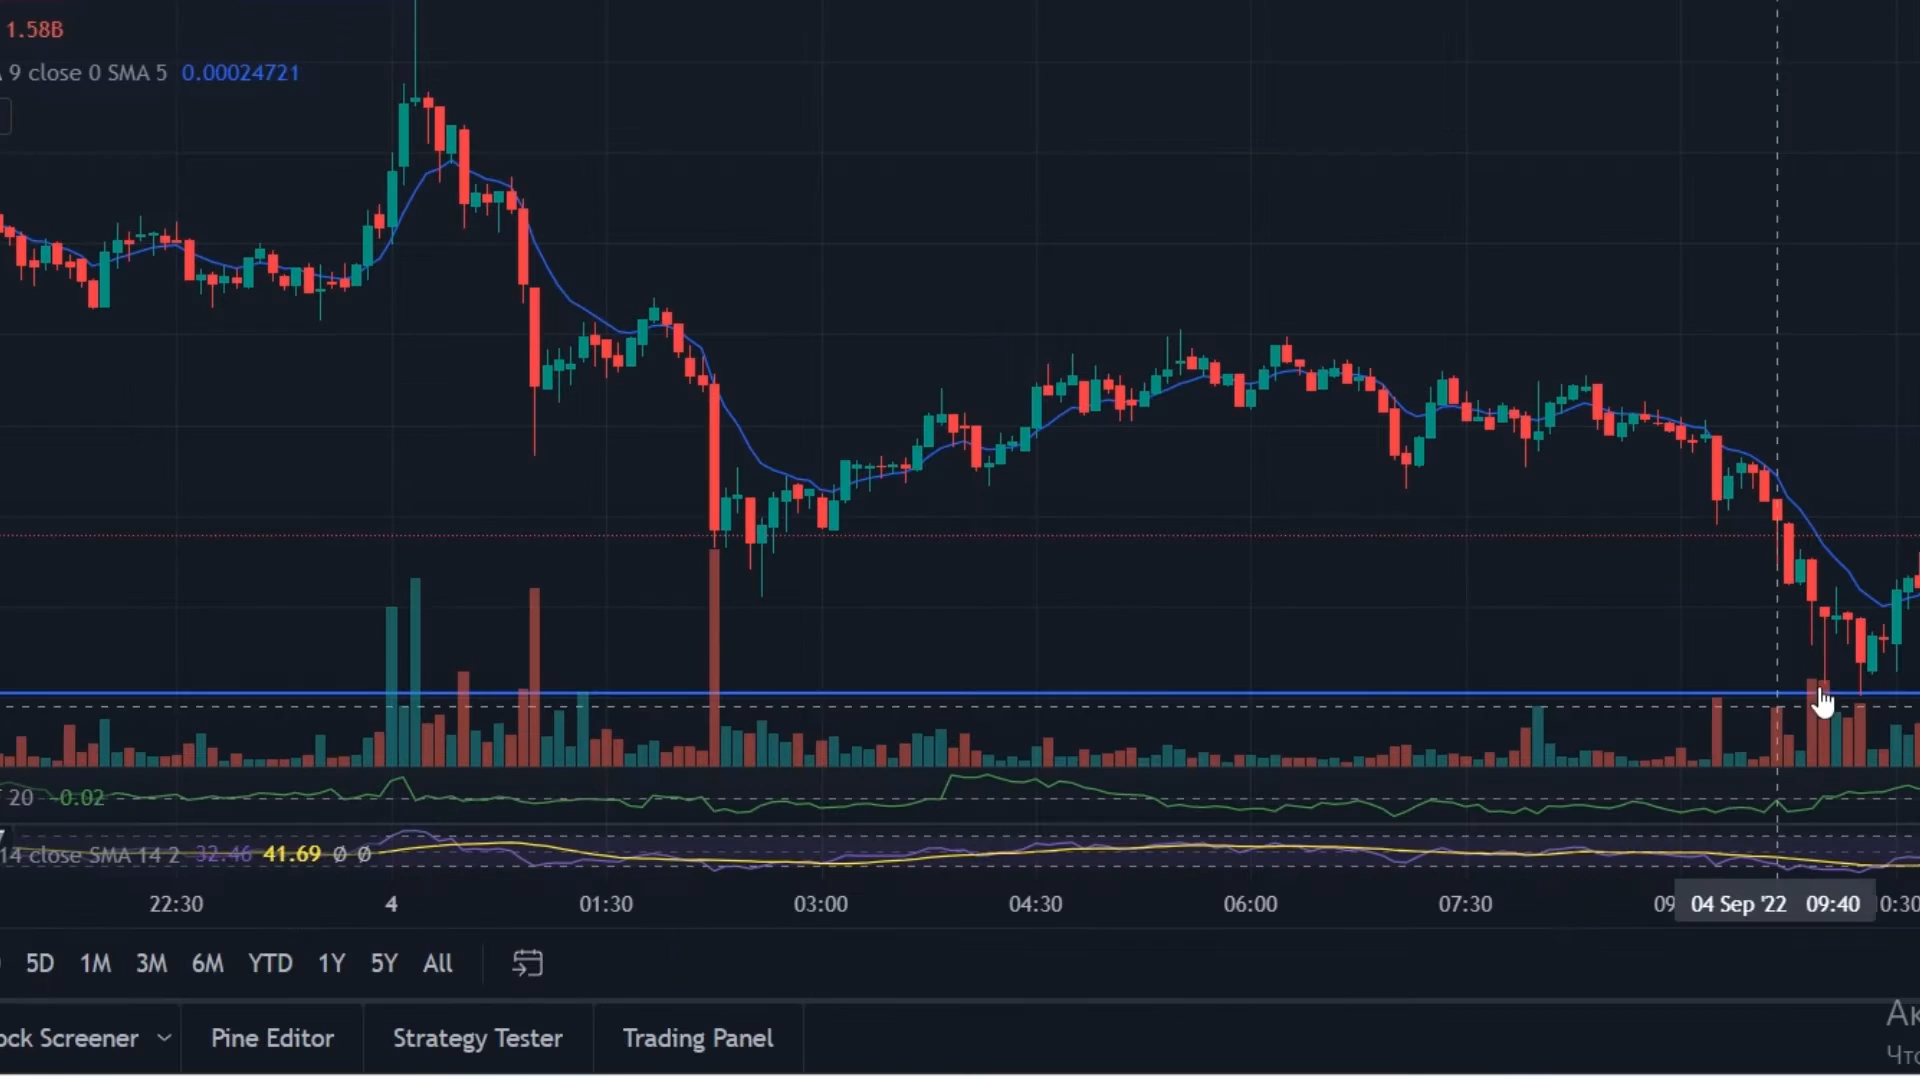 1.58B
9 close 0 SMA 5 0.00024721
20 -0.02
14 close SMA 14 2 32.46 41.69 Ø Ø
22:30 4 01:30 03:00 04:30 06:00 07:30 09 04 Sep '22 09:40 0:30
5D 1M 3M 6M YTD 1Y 5Y All
ock Screener Pine Editor Strategy Tester Trading Panel
Ак
Что